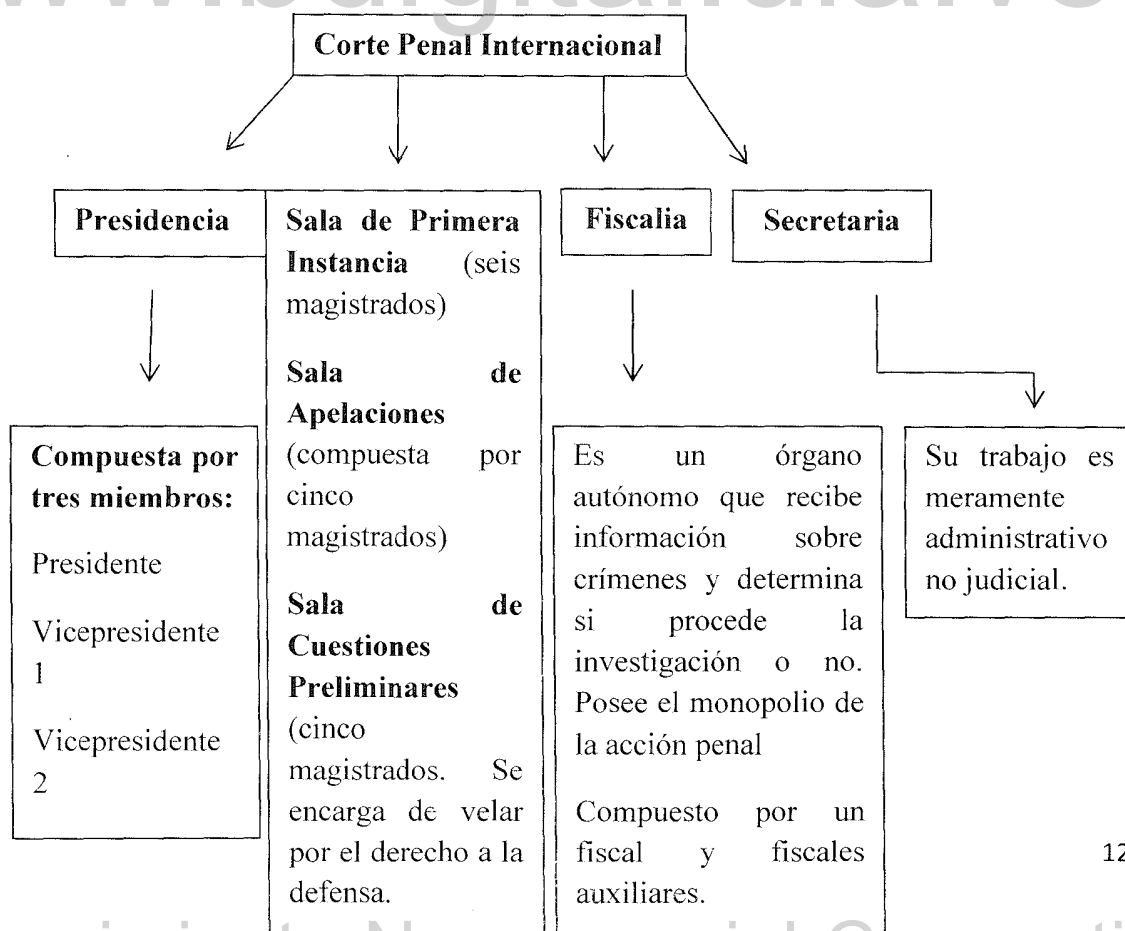 Corte Penal Internacional
Presidencia
Sala de Primera
Instancia (seis
magistrados)
Sala de
Apelaciones
(compuesta por
cinco
magistrados)
Sala de
Cuestiones
Preliminares
(cinco
magistrados. Se
encarga de velar
por el derecho a la
defensa.
Fiscalia
Secretaria
Compuesta por
tres miembros:
Presidente
Vicepresidente
1
Vicepresidente
2
Es un órgano
autónomo que recibe
información sobre
crímenes y determina
si procede la
investigación o no.
Posee el monopolio de
la acción penal
Compuesto por un
fiscal y fiscales
auxiliares.
Su trabajo es
meramente
administrativo
no judicial.
12